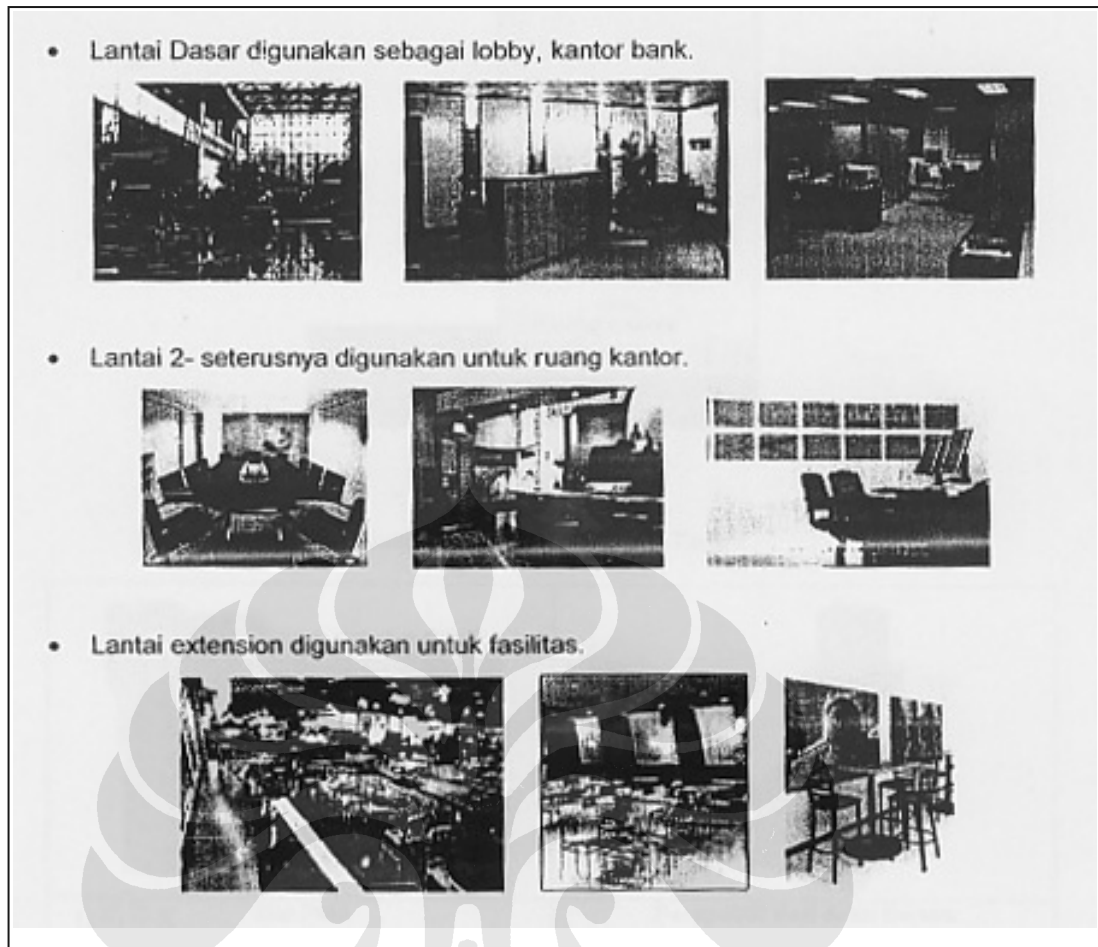 • Lantai Dasar digunakan sebagai lobby, kantor bank.
• Lantai 2- seterusnya digunakan untuk ruang kantor.
• Lantai extension digunakan untuk fasilitas.